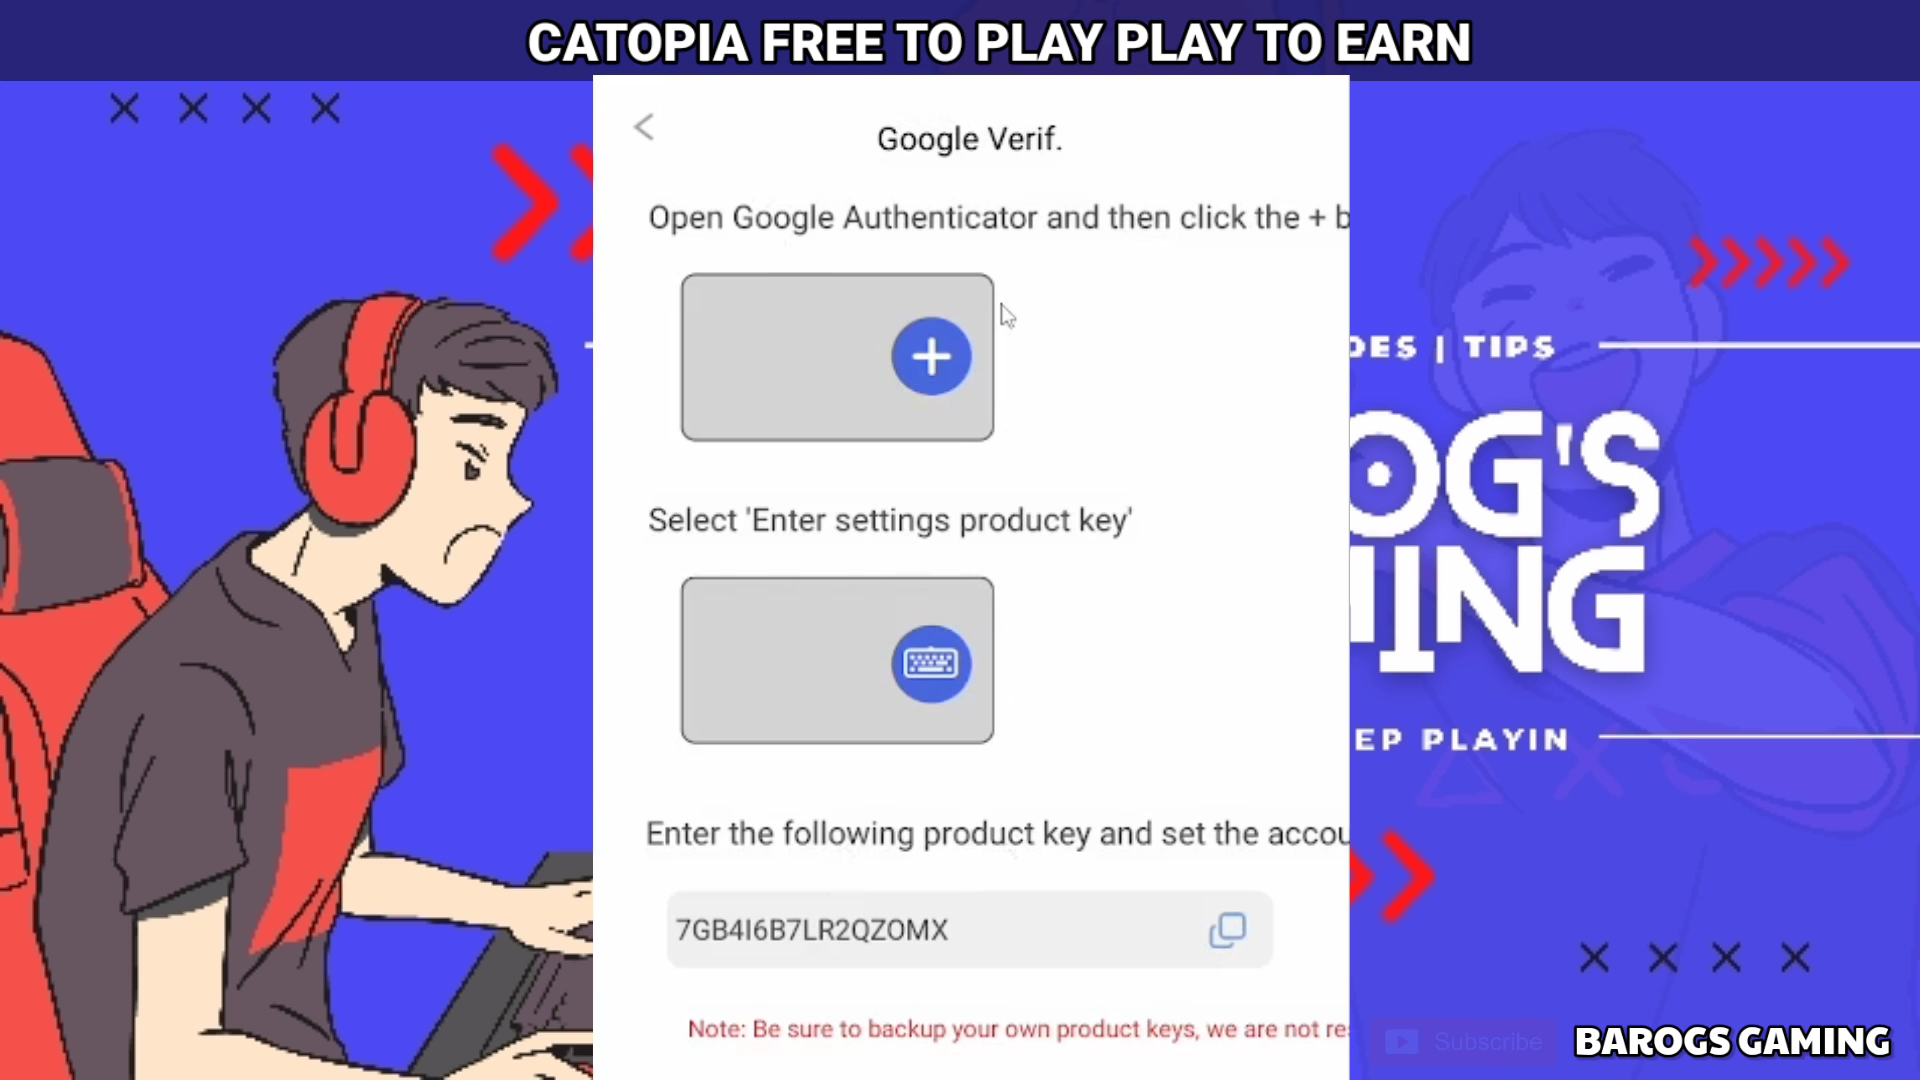 CATOPIA FREE TO PLAY PLAY TO EARN
Google Verif.
Open Google Authenticator and then click the + b
Select 'Enter settings product key'
Enter the following product key and set the accou
7GB4I6B7LR2QZOMX
Note: Be sure to backup your own product keys, we are not re
DES | TIPS
OG'S
ING
EP PLAYIN
Subscribe
BAROGS GAMING